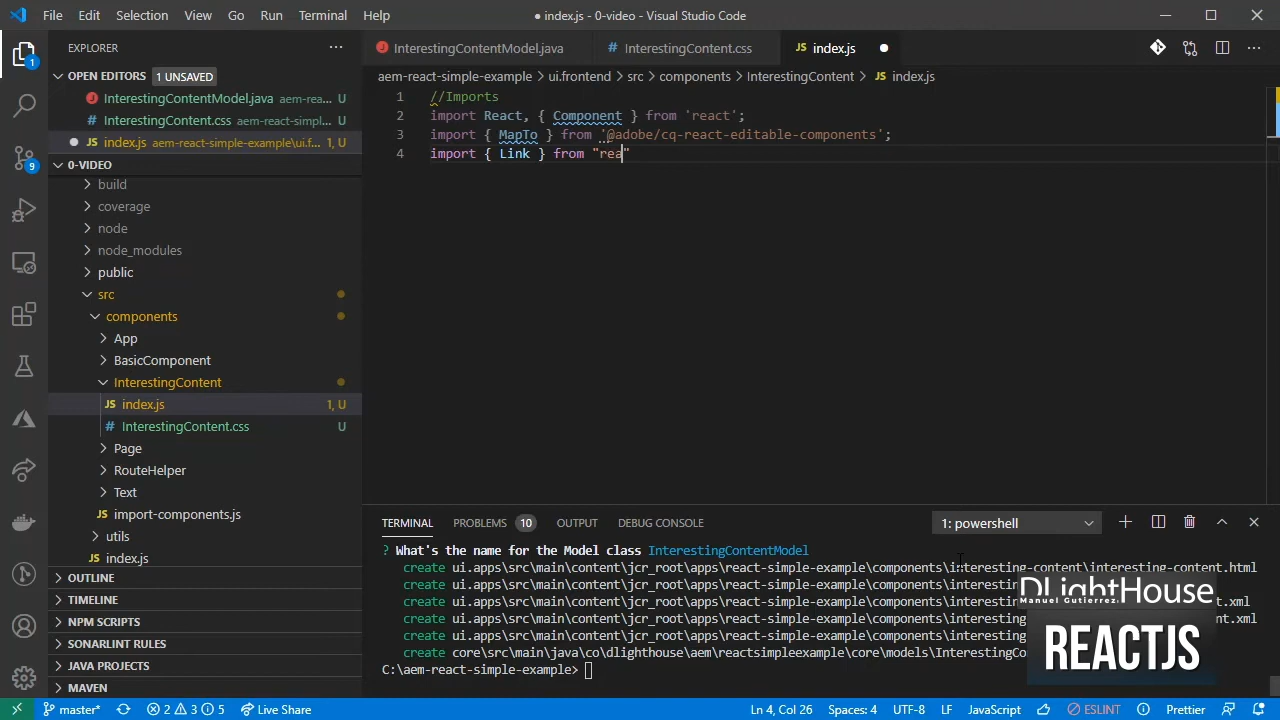 File Edit Selection View Go Run Terminal Help ● index.js - 0-video - Visual Studio Code
EXPLORER
InterestingContentModel.java # InterestingContent.css JS index.js
OPEN EDITORS 1 UNSAVED
aem-react-simple-example > ui.frontend > src > components > InterestingContent > JS index.js
InterestingContentModel.java aem-rea... U
# InterestingContent.css aem-react-simpl... U
JS index.js aem-react-simple-example\ui.f... 1, U
0-VIDEO
build
coverage
node
node_modules
public
src
components
App
BasicComponent
InterestingContent
JS index.js 1, U
# InterestingContent.css U
Page
RouteHelper
Text
JS import-components.js
utils
JS index.js
OUTLINE
TIMELINE
NPM SCRIPTS
SONARLINT RULES
JAVA PROJECTS
MAVEN
1
9
1 //Imports
2 import React, { Component } from 'react';
3 import { MapTo } from '@adobe/cq-react-editable-components';
4 import { Link } from "rea"
TERMINAL PROBLEMS 10 OUTPUT DEBUG CONSOLE 1: powershell
? What's the name for the Model class InterestingContentModel
create ui.apps\src\main\content\jcr_root\apps\react-simple-example\components\interesting-content\interesting-content.html
create ui.apps\src\main\content\jcr_root\apps\react-simple-example\components\interesting
create ui.apps\src\main\content\jcr_root\apps\react-simple-example\components\interesting t.xml
create ui.apps\src\main\content\jcr_root\apps\react-simple-example\components\interesting nt.xml
create ui.apps\src\main\content\jcr_root\apps\react-simple-example\components\interesting
create core\src\main\java\co\dlighthouse\aem\reactsimpleexample\core\models\InterestingCo
C:\aem-react-simple-example>
DLightHouse
Manuel Gutierrez
REACTJS
master* 2 3 5 Live Share Ln 4, Col 26 Spaces: 4 UTF-8 LF JavaScript ESLINT Prettier